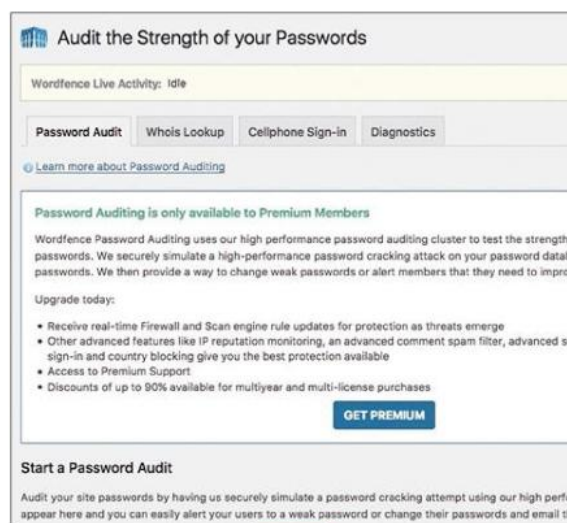 Audit the Strength of your Passwords
Wordfence Live Activity: Idle
Password Audit Whois Lookup Cellphone Sign-in Diagnostics
Learn more about Password Auditing
Password Auditing is only available to Premium Members
Wordfence Password Auditing uses our high performance password auditing cluster to test the strength
passwords. We securely simulate a high-performance password cracking attack on your password datab
passwords. We then provide a way to change weak passwords or alert members that they need to impro
Upgrade today:
• Receive real-time Firewall and Scan engine rule updates for protection as threats emerge
• Other advanced features like IP reputation monitoring, an advanced comment spam filter, advanced s
sign-in and country blocking give you the best protection available
• Access to Premium Support
• Discounts of up to 90% available for multiyear and multi-license purchases
GET PREMIUM
Start a Password Audit
Audit your site passwords by having us securely simulate a password cracking attempt using our high perf
appear here and you can easily alert your users to a weak password or change their passwords and email t